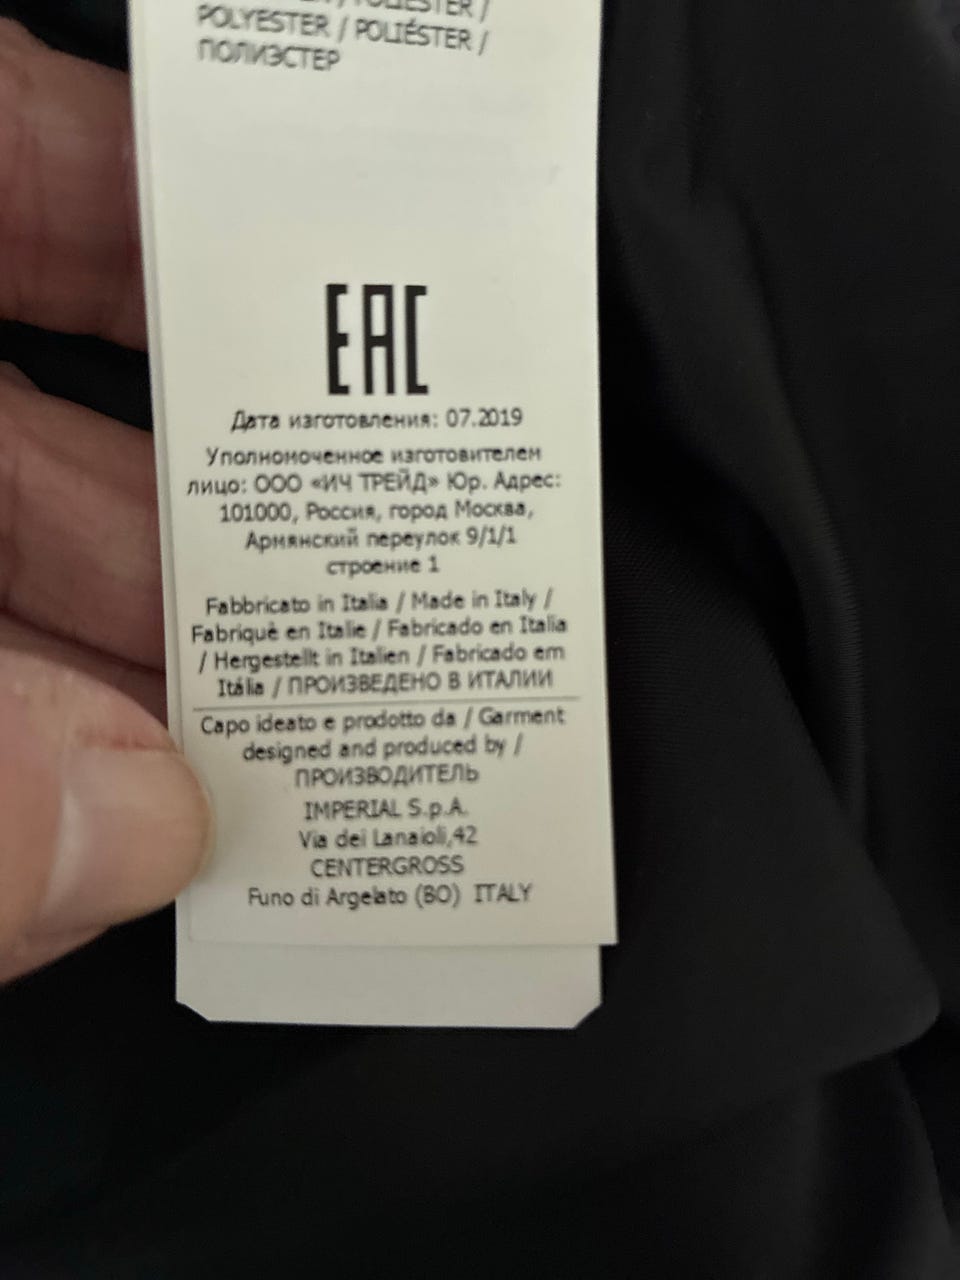 POLYESTER / POLIÉSTER /
ПОЛИЭСТЕР
EAC
Дата изготовления: 07.2019
Уполномоченное изготовителем
лицо: ООО «ИЧ ТРЕЙД» Юр. Адрес:
101000, Россия, город Москва,
Армянский переулок 9/1/1
строение 1
Fabbricato in Italia / Made in Italy /
Fabriquè en Italie / Fabricado en Italia
/ Hergestellt in Italien / Fabricado em
Itália / ПРОИЗВЕДЕНО В ИТАЛИИ
Capo ideato e prodotto da / Garment
designed and produced by /
ПРОИЗВОДИТЕЛЬ
IMPERIAL S.p.A.
Via dei Lanaioli,42
CENTERGROSS
Funo di Argelato (BO) ITALY